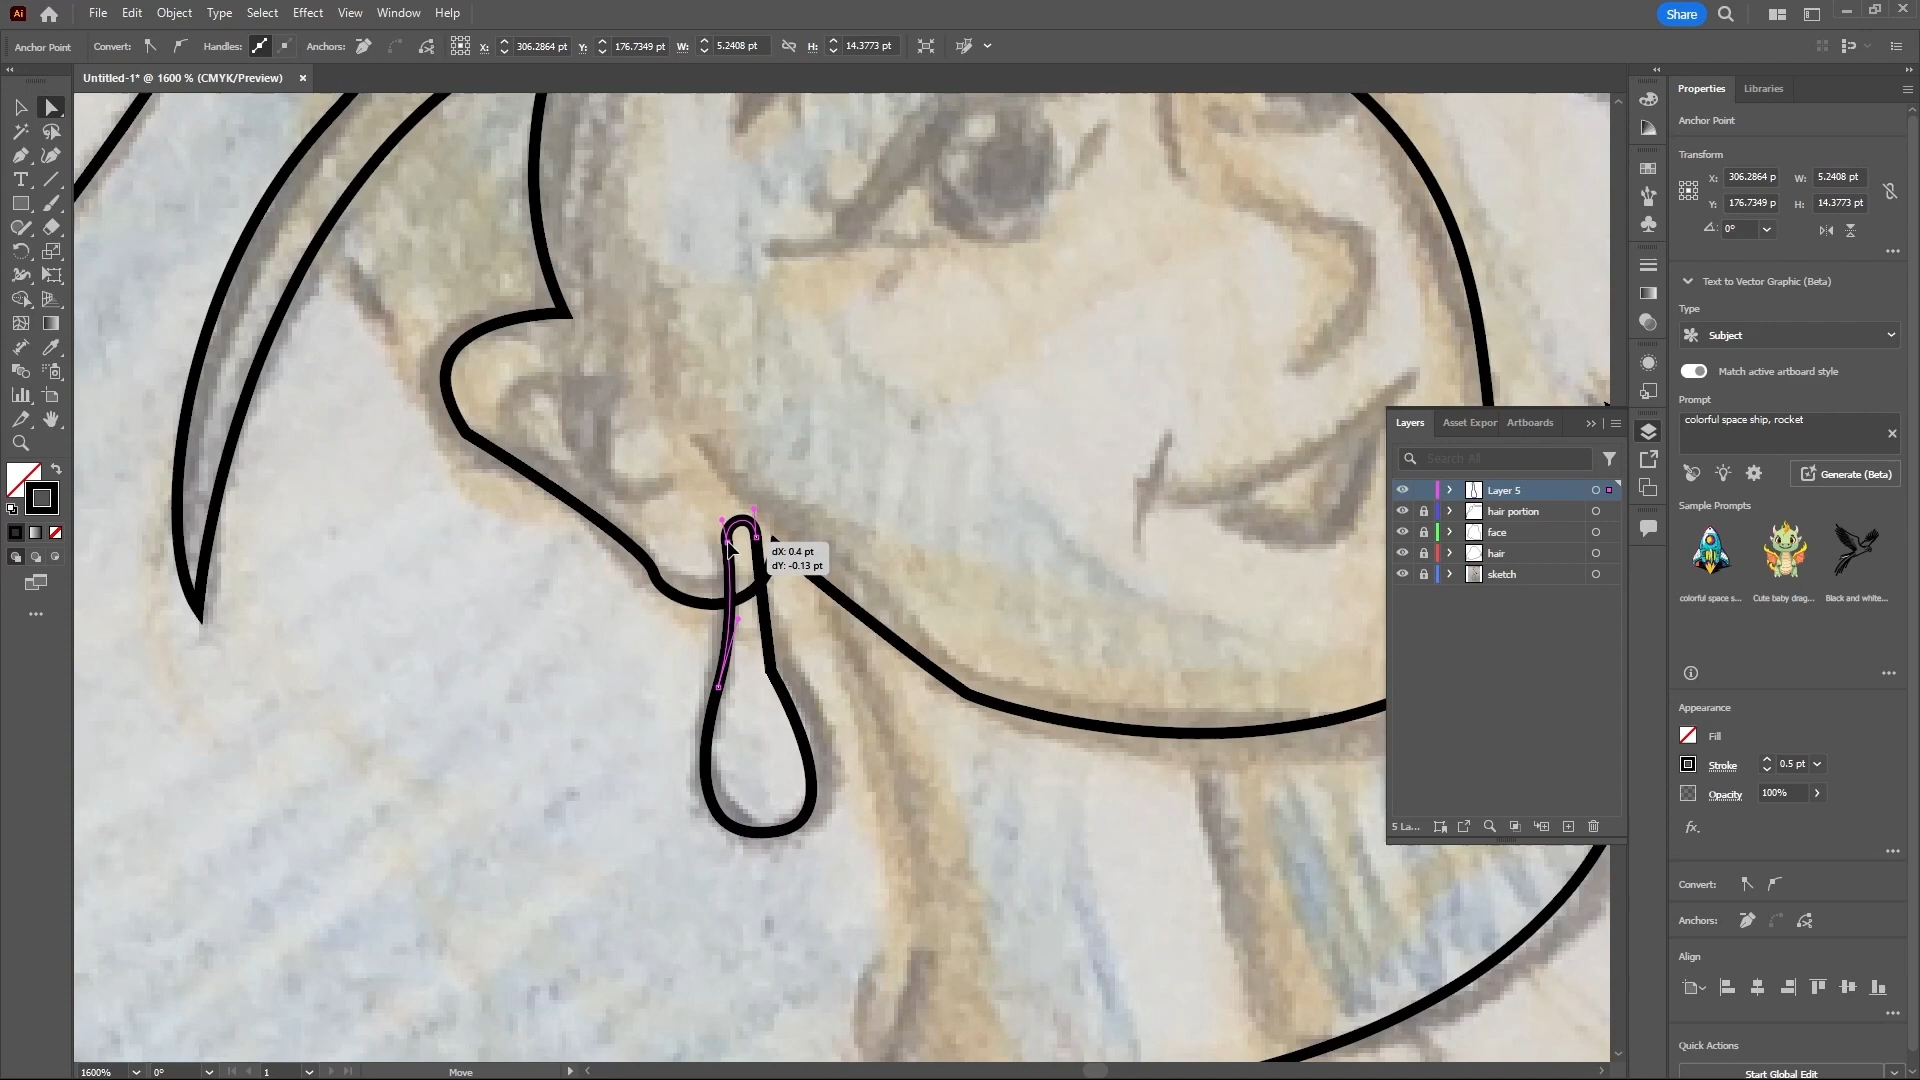 Ai File Edit Object Type Select Effect View Window Help Share
Anchor Point Convert: Handles: Anchors: X: 306.2864 pt Y: 176.7349 pt W: 5.2408 pt H: 14.3773 pt
Untitled-1* @ 1600 % (CMYK/Preview) ×
dX: 0.4 pt
dY: -0.13 pt
Layers Asset Expor Artboards
Search All
Layer 5
hair portion
face
hair
sketch
5 La...
Properties Libraries
Anchor Point
Transform
X: 306.2864 p W: 5.2408 pt
Y: 176.7349 p H: 14.3773 pt
0°
Text to Vector Graphic (Beta)
Type
Subject
Match active artboard style
Prompt
colorful space ship, rocket
Generate (Beta)
Sample Prompts
colorful space s... Cute baby drag... Black and white...
Appearance
Fill
Stroke 0.5 pt
Opacity 100%
fx.
Convert:
Anchors:
Align
Quick Actions
Start Global Edit
1600% 0° 1 Move